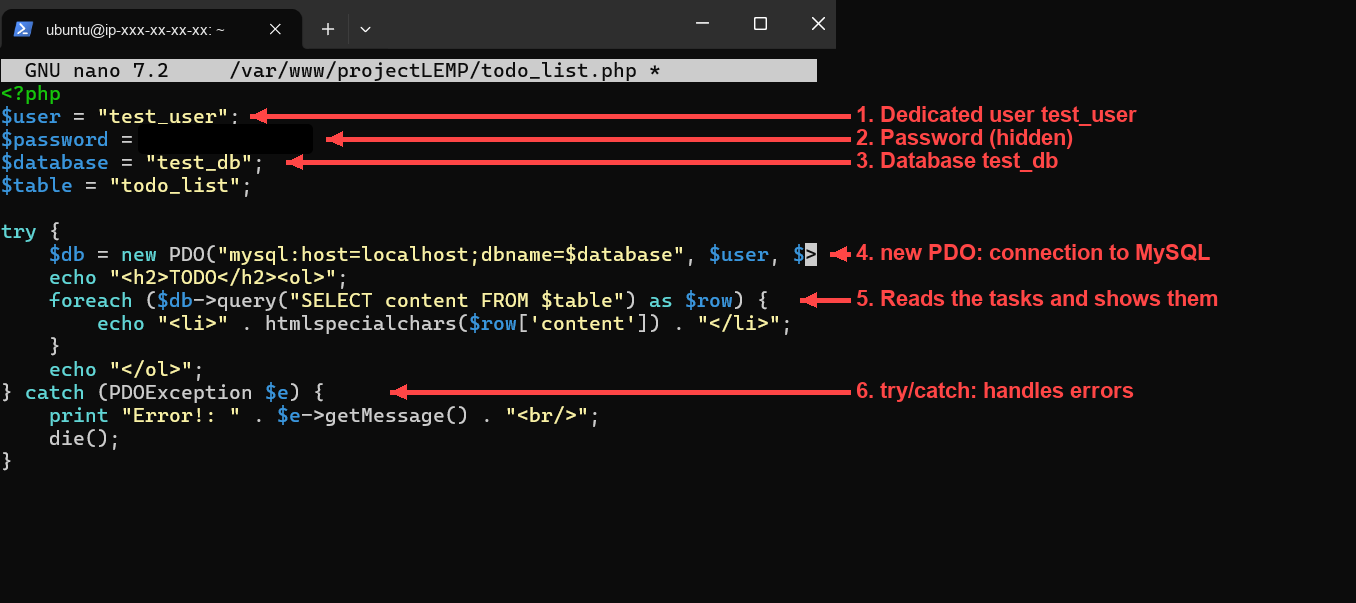 ubuntu@ip-xxx-xx-xx-xx: ~
GNU nano 7.2 /var/www/projectLEMP/todo_list.php *
<?php
$user = "test_user"; 1. Dedicated user test_user
$password = 2. Password (hidden)
$database = "test_db"; 3. Database test_db
$table = "todo_list";
try {
    $db = new PDO("mysql:host=localhost;dbname=$database", $user, $> 4. new PDO: connection to MySQL
    echo "<h2>TODO</h2><ol>";
    foreach ($db->query("SELECT content FROM $table") as $row) { 5. Reads the tasks and shows them
        echo "<li>" . htmlspecialchars($row['content']) . "</li>";
    }
    echo "</ol>";
} catch (PDOException $e) { 6. try/catch: handles errors
    print "Error!: " . $e->getMessage() . "<br/>";
    die();
}